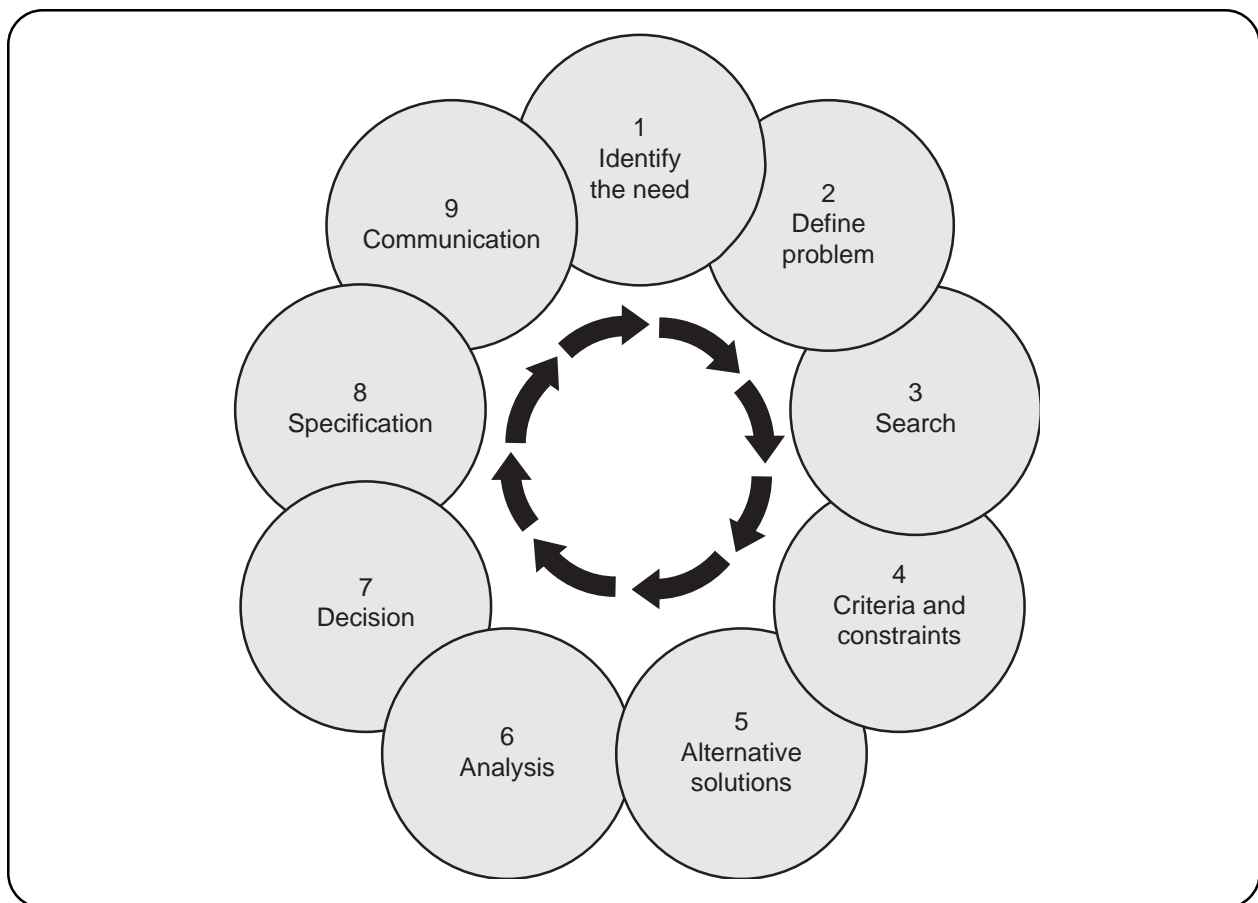 1
Identify
the need
2
Define
problem
3
Search
4
Criteria and
constraints
5
Alternative
solutions
6
Analysis
7
Decision
8
Specification
9
Communication